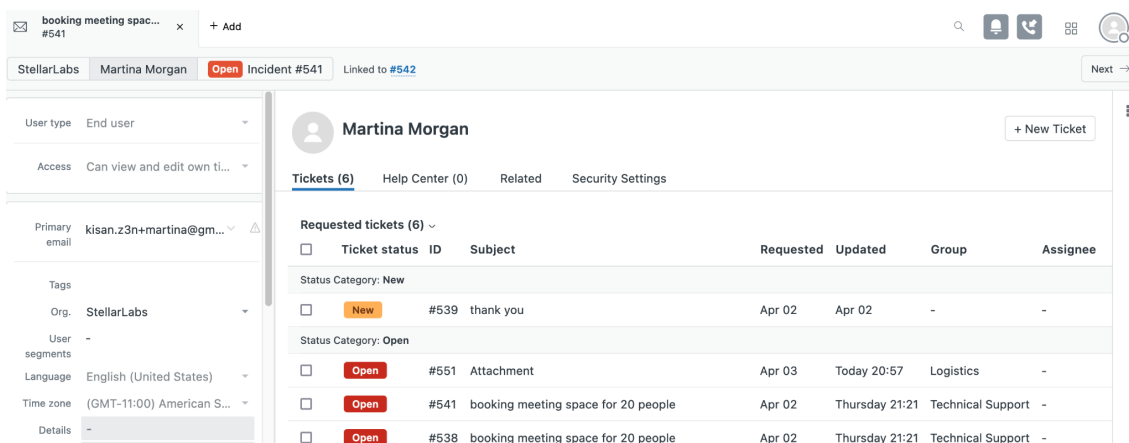 booking meeting spac...
#541
× + Add
StellarLabs Martina Morgan Open Incident #541 Linked to #542 Next →
User type End user
Access Can view and edit own ti...
Primary email kisan.z3n+martina@gm...
Tags
Org. StellarLabs
User segments -
Language English (United States)
Time zone (GMT-11:00) American S...
Details -
Martina Morgan
+ New Ticket
Tickets (6) Help Center (0) Related Security Settings
Requested tickets (6)
Ticket status ID Subject Requested Updated Group Assignee
Status Category: New
New #539 thank you Apr 02 Apr 02 - -
Status Category: Open
Open #551 Attachment Apr 03 Today 20:57 Logistics -
Open #541 booking meeting space for 20 people Apr 02 Thursday 21:21 Technical Support -
Open #538 booking meeting space for 20 people Apr 02 Thursday 21:21 Technical Support -